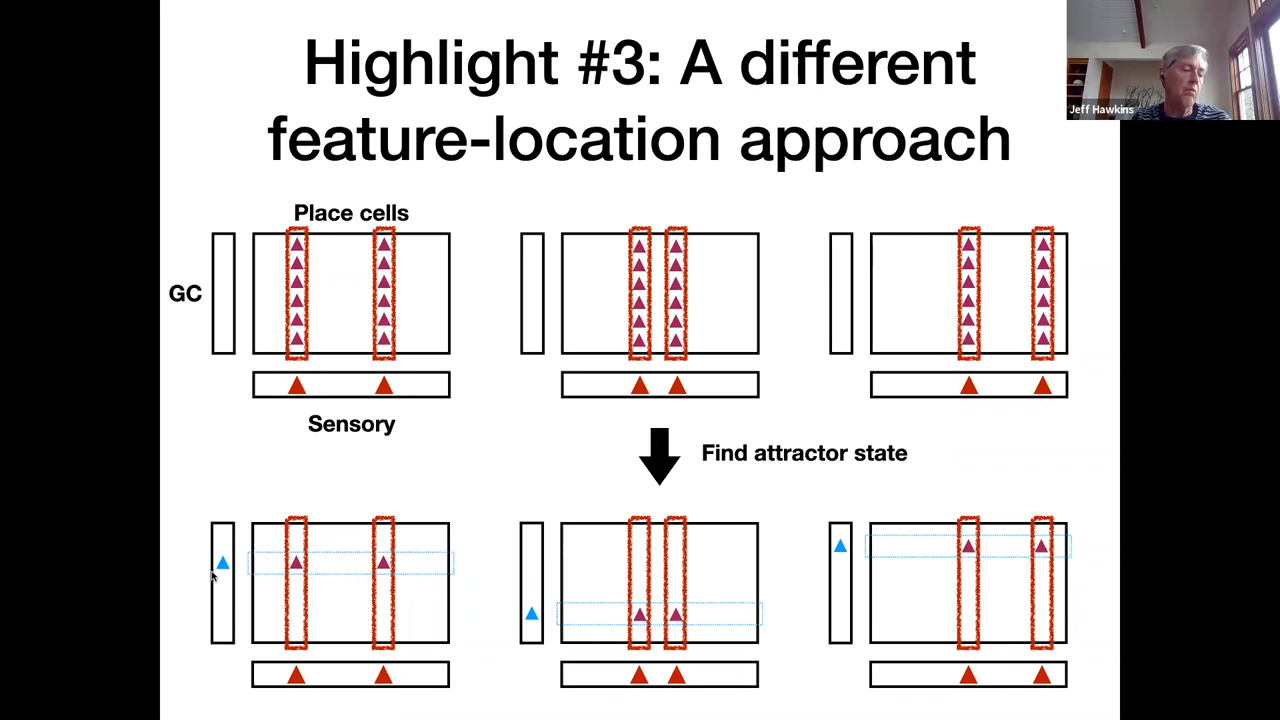 Highlight #3: A different
feature-location approach
Jeff Hawkins
Place cells
GC
Sensory
Find attractor state